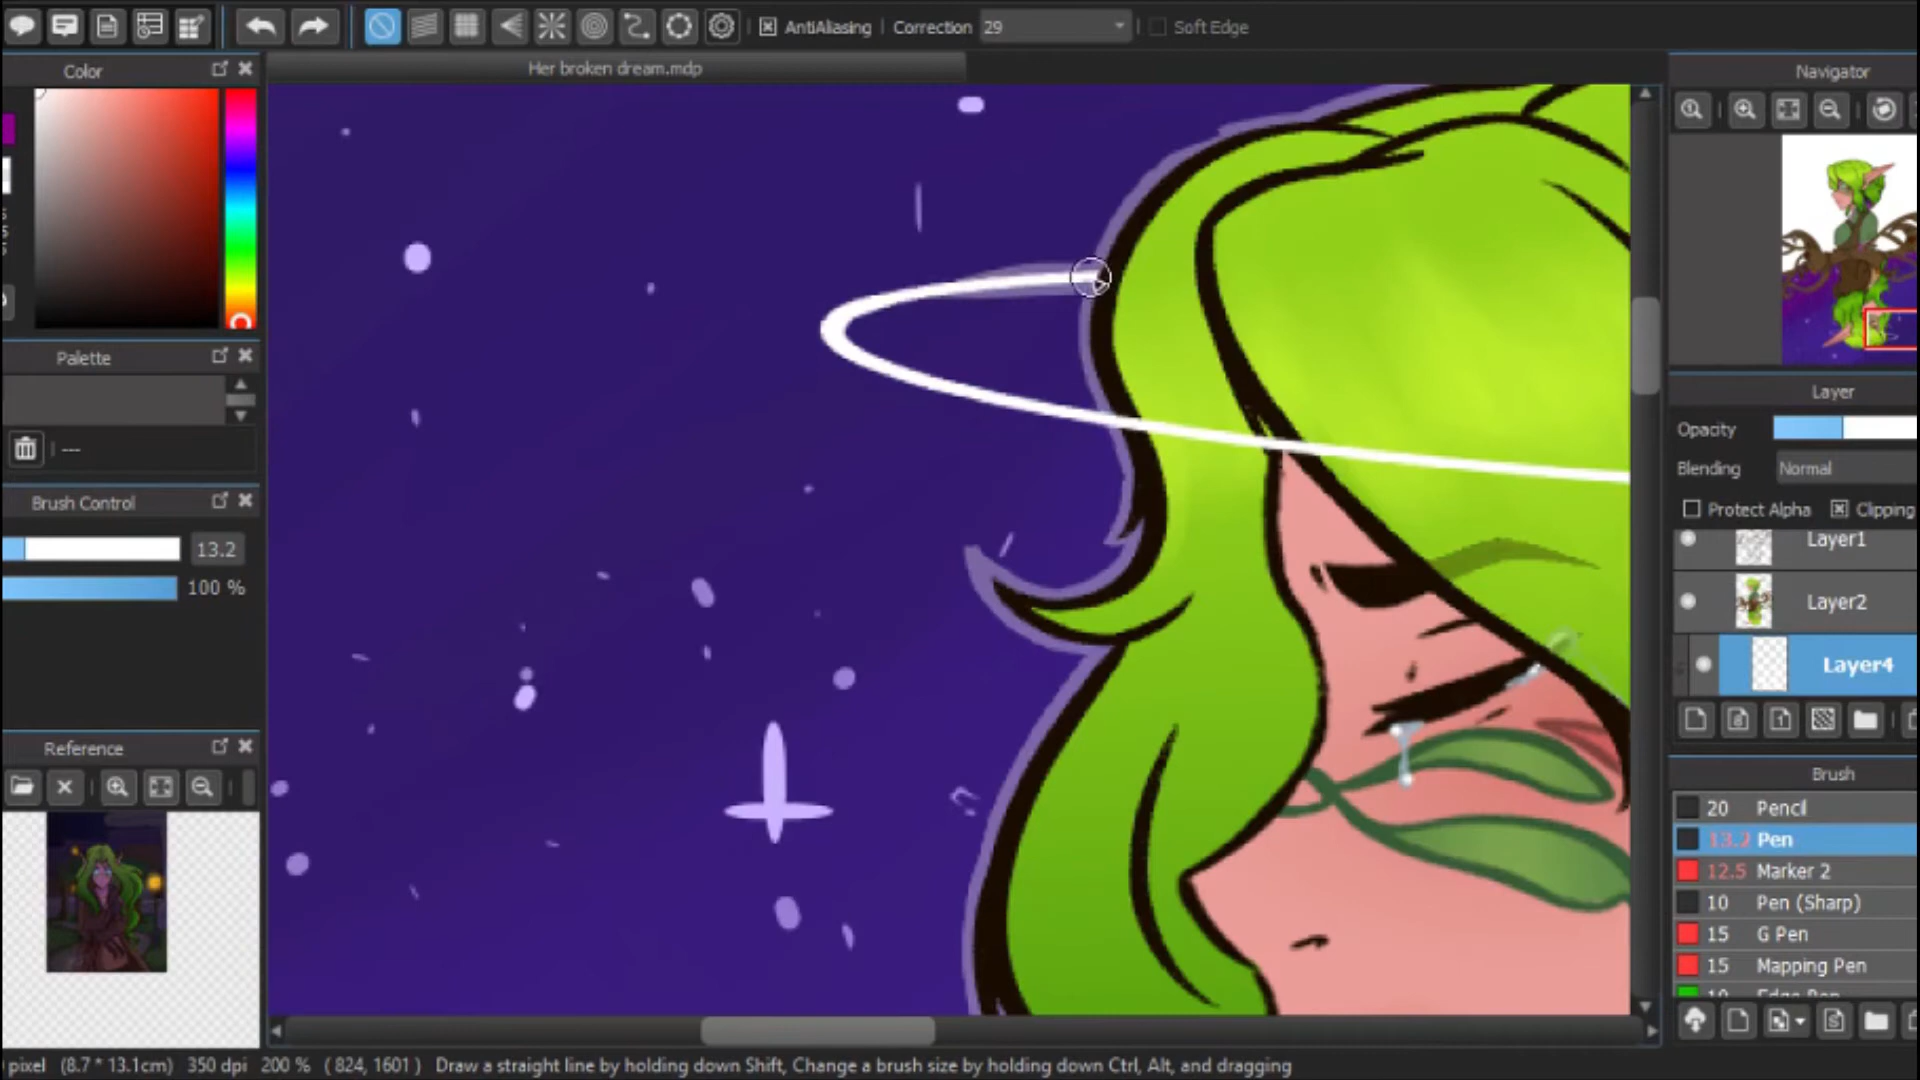 AntiAliasing
Correction
29
Soft Edge
Color
Her broken dream.mdp
Navigator
Palette
---
Layer
Opacity
Blending
Normal
Protect Alpha
Clipping
Brush Control
13.2
100 %
Layer1
Layer2
Layer4
Reference
Brush
20 Pencil
13.2 Pen
12.5 Marker 2
10 Pen (Sharp)
15 G Pen
15 Mapping Pen
pixel (8.7 * 13.1cm) 350 dpi 200 % ( 824, 1601 ) Draw a straight line by holding down Shift, Change a brush size by holding down Ctrl, Alt, and dragging